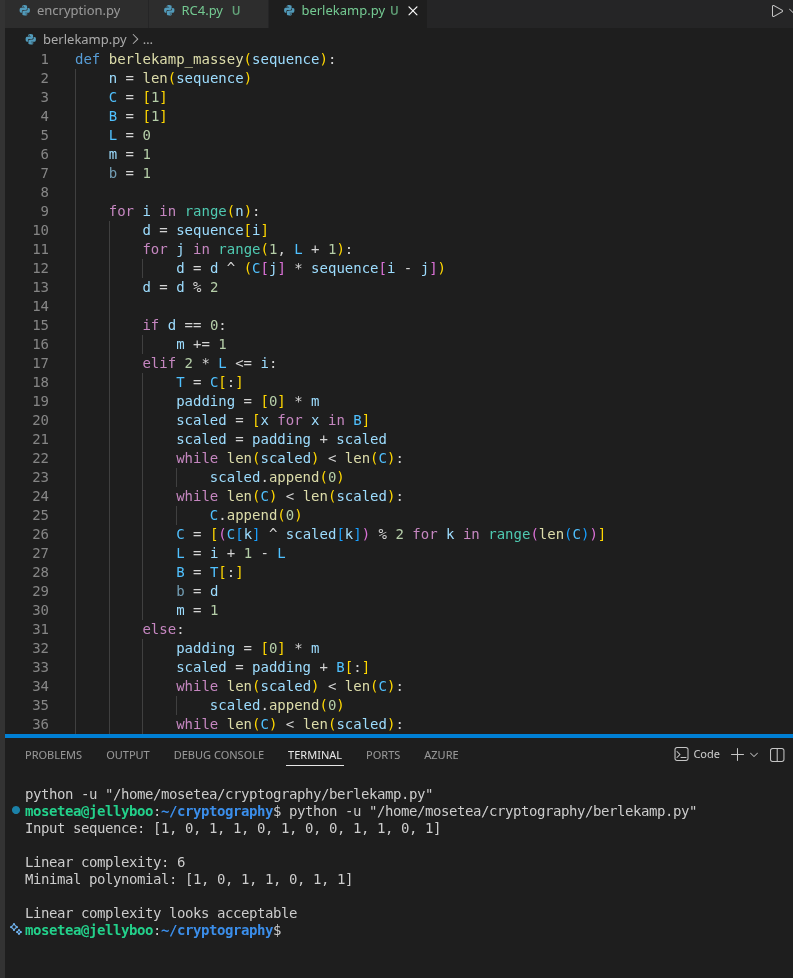 encryption.py RC4.py U berlekamp.py U
berlekamp.py > ...
1 def berlekamp_massey(sequence):
2     n = len(sequence)
3     C = [1]
4     B = [1]
5     L = 0
6     m = 1
7     b = 1
8
9     for i in range(n):
10         d = sequence[i]
11         for j in range(1, L + 1):
12             d = d ^ (C[j] * sequence[i - j])
13         d = d % 2
14
15         if d == 0:
16             m += 1
17         elif 2 * L <= i:
18             T = C[:]
19             padding = [0] * m
20             scaled = [x for x in B]
21             scaled = padding + scaled
22             while len(scaled) < len(C):
23                 scaled.append(0)
24             while len(C) < len(scaled):
25                 C.append(0)
26             C = [(C[k] ^ scaled[k]) % 2 for k in range(len(C))]
27             L = i + 1 - L
28             B = T[:]
29             b = d
30             m = 1
31         else:
32             padding = [0] * m
33             scaled = padding + B[:]
34             while len(scaled) < len(C):
35                 scaled.append(0)
36             while len(C) < len(scaled):
PROBLEMS OUTPUT DEBUG CONSOLE TERMINAL PORTS AZURE Code
python -u "/home/mosetea/cryptography/berlekamp.py"
mosetea@jellyboo:~/cryptography$ python -u "/home/mosetea/cryptography/berlekamp.py"
Input sequence: [1, 0, 1, 1, 0, 1, 0, 0, 1, 1, 0, 1]

Linear complexity: 6
Minimal polynomial: [1, 0, 1, 1, 0, 1, 1]

Linear complexity looks acceptable
mosetea@jellyboo:~/cryptography$